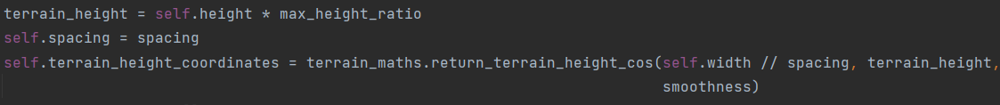 terrain_height = self.height * max_height_ratio
self.spacing = spacing
self.terrain_height_coordinates = terrain_maths.return_terrain_height_cos(self.width // spacing, terrain_height,
smoothness)